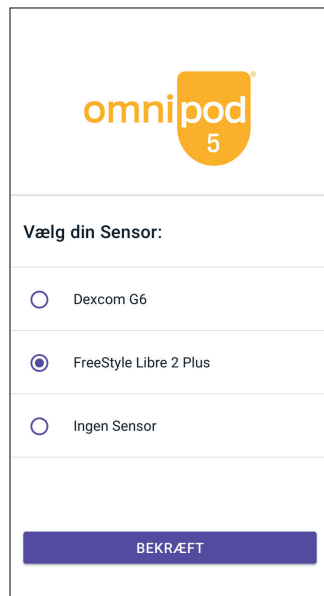 omnipod®
5
Vælg din Sensor:
Dexcom G6
FreeStyle Libre 2 Plus
Ingen Sensor
BEKRÆFT